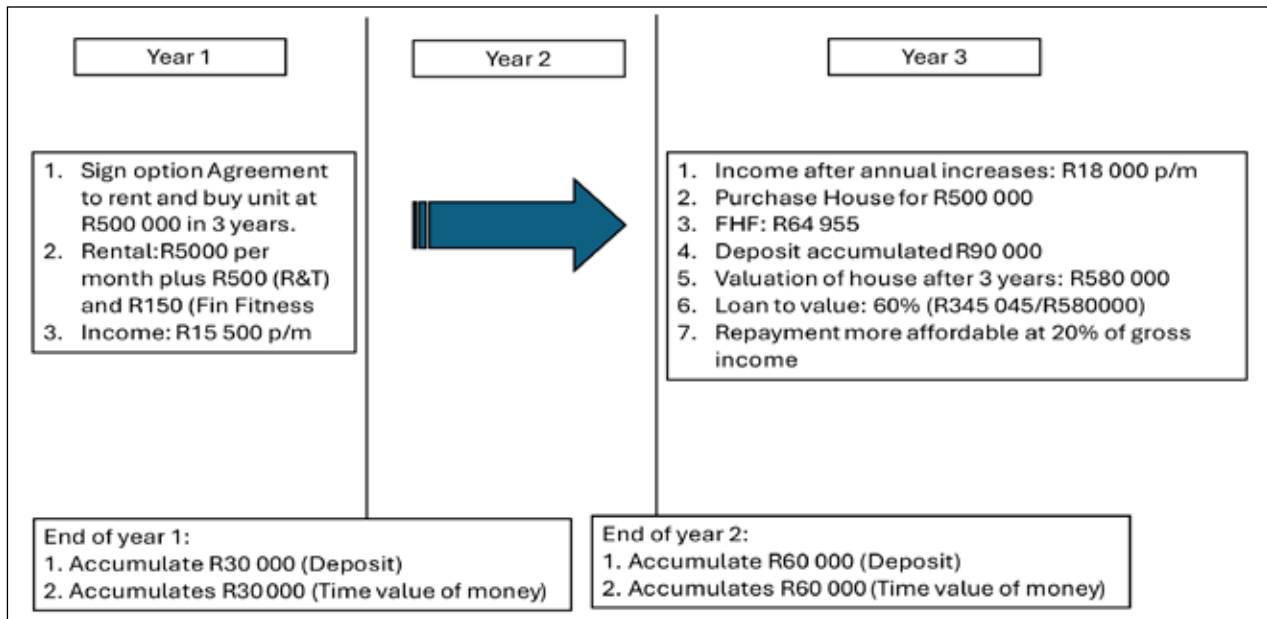 Year 1
Year 2
Year 3
1. Sign option Agreement
to rent and buy unit at
R500 000 in 3 years.
2. Rental:R5000 per
month plus R500 (R&T)
and R150 (Fin Fitness
3. Income: R15 500 p/m
1. Income after annual increases: R18 000 p/m
2. Purchase House for R500 000
3. FHF: R64 955
4. Deposit accumulated R90 000
5. Valuation of house after 3 years: R580 000
6. Loan to value: 60% (R345 045/R580000)
7. Repayment more affordable at 20% of gross
income
End of year 1:
1. Accumulate R30 000 (Deposit)
2. Accumulates R30 000 (Time value of money)
End of year 2:
1. Accumulate R60 000 (Deposit)
2. Accumulates R60 000 (Time value of money)